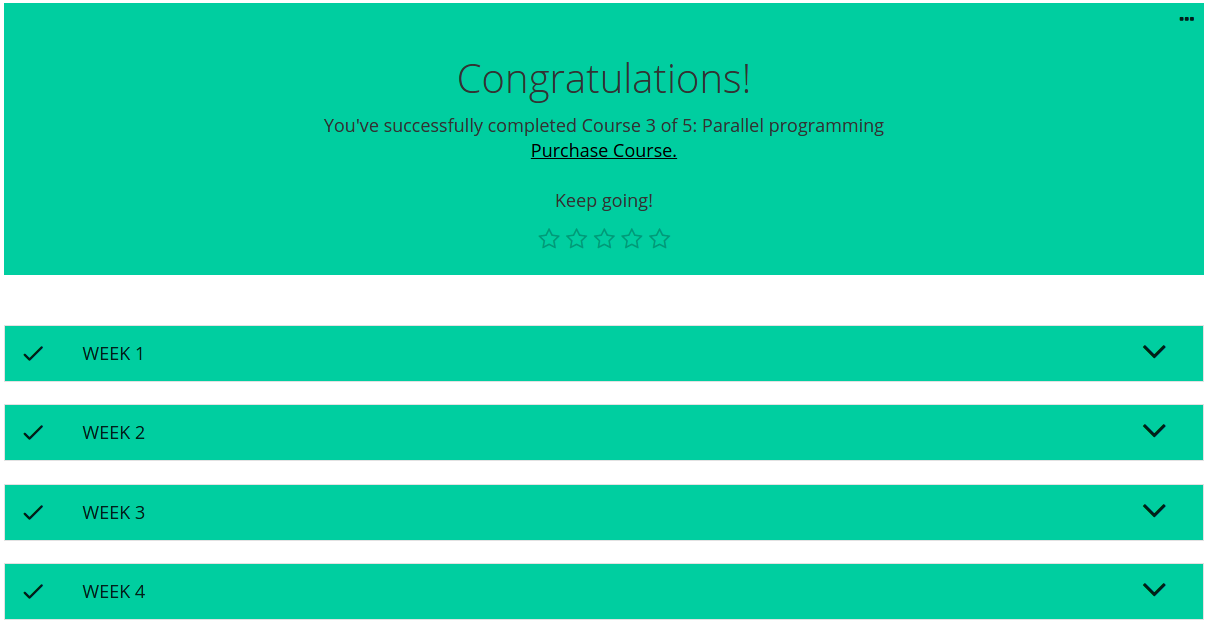 Congratulations!
You've successfully completed Course 3 of 5: Parallel programming
Purchase Course.
Keep going!
WEEK 1
WEEK 2
WEEK 3
WEEK 4